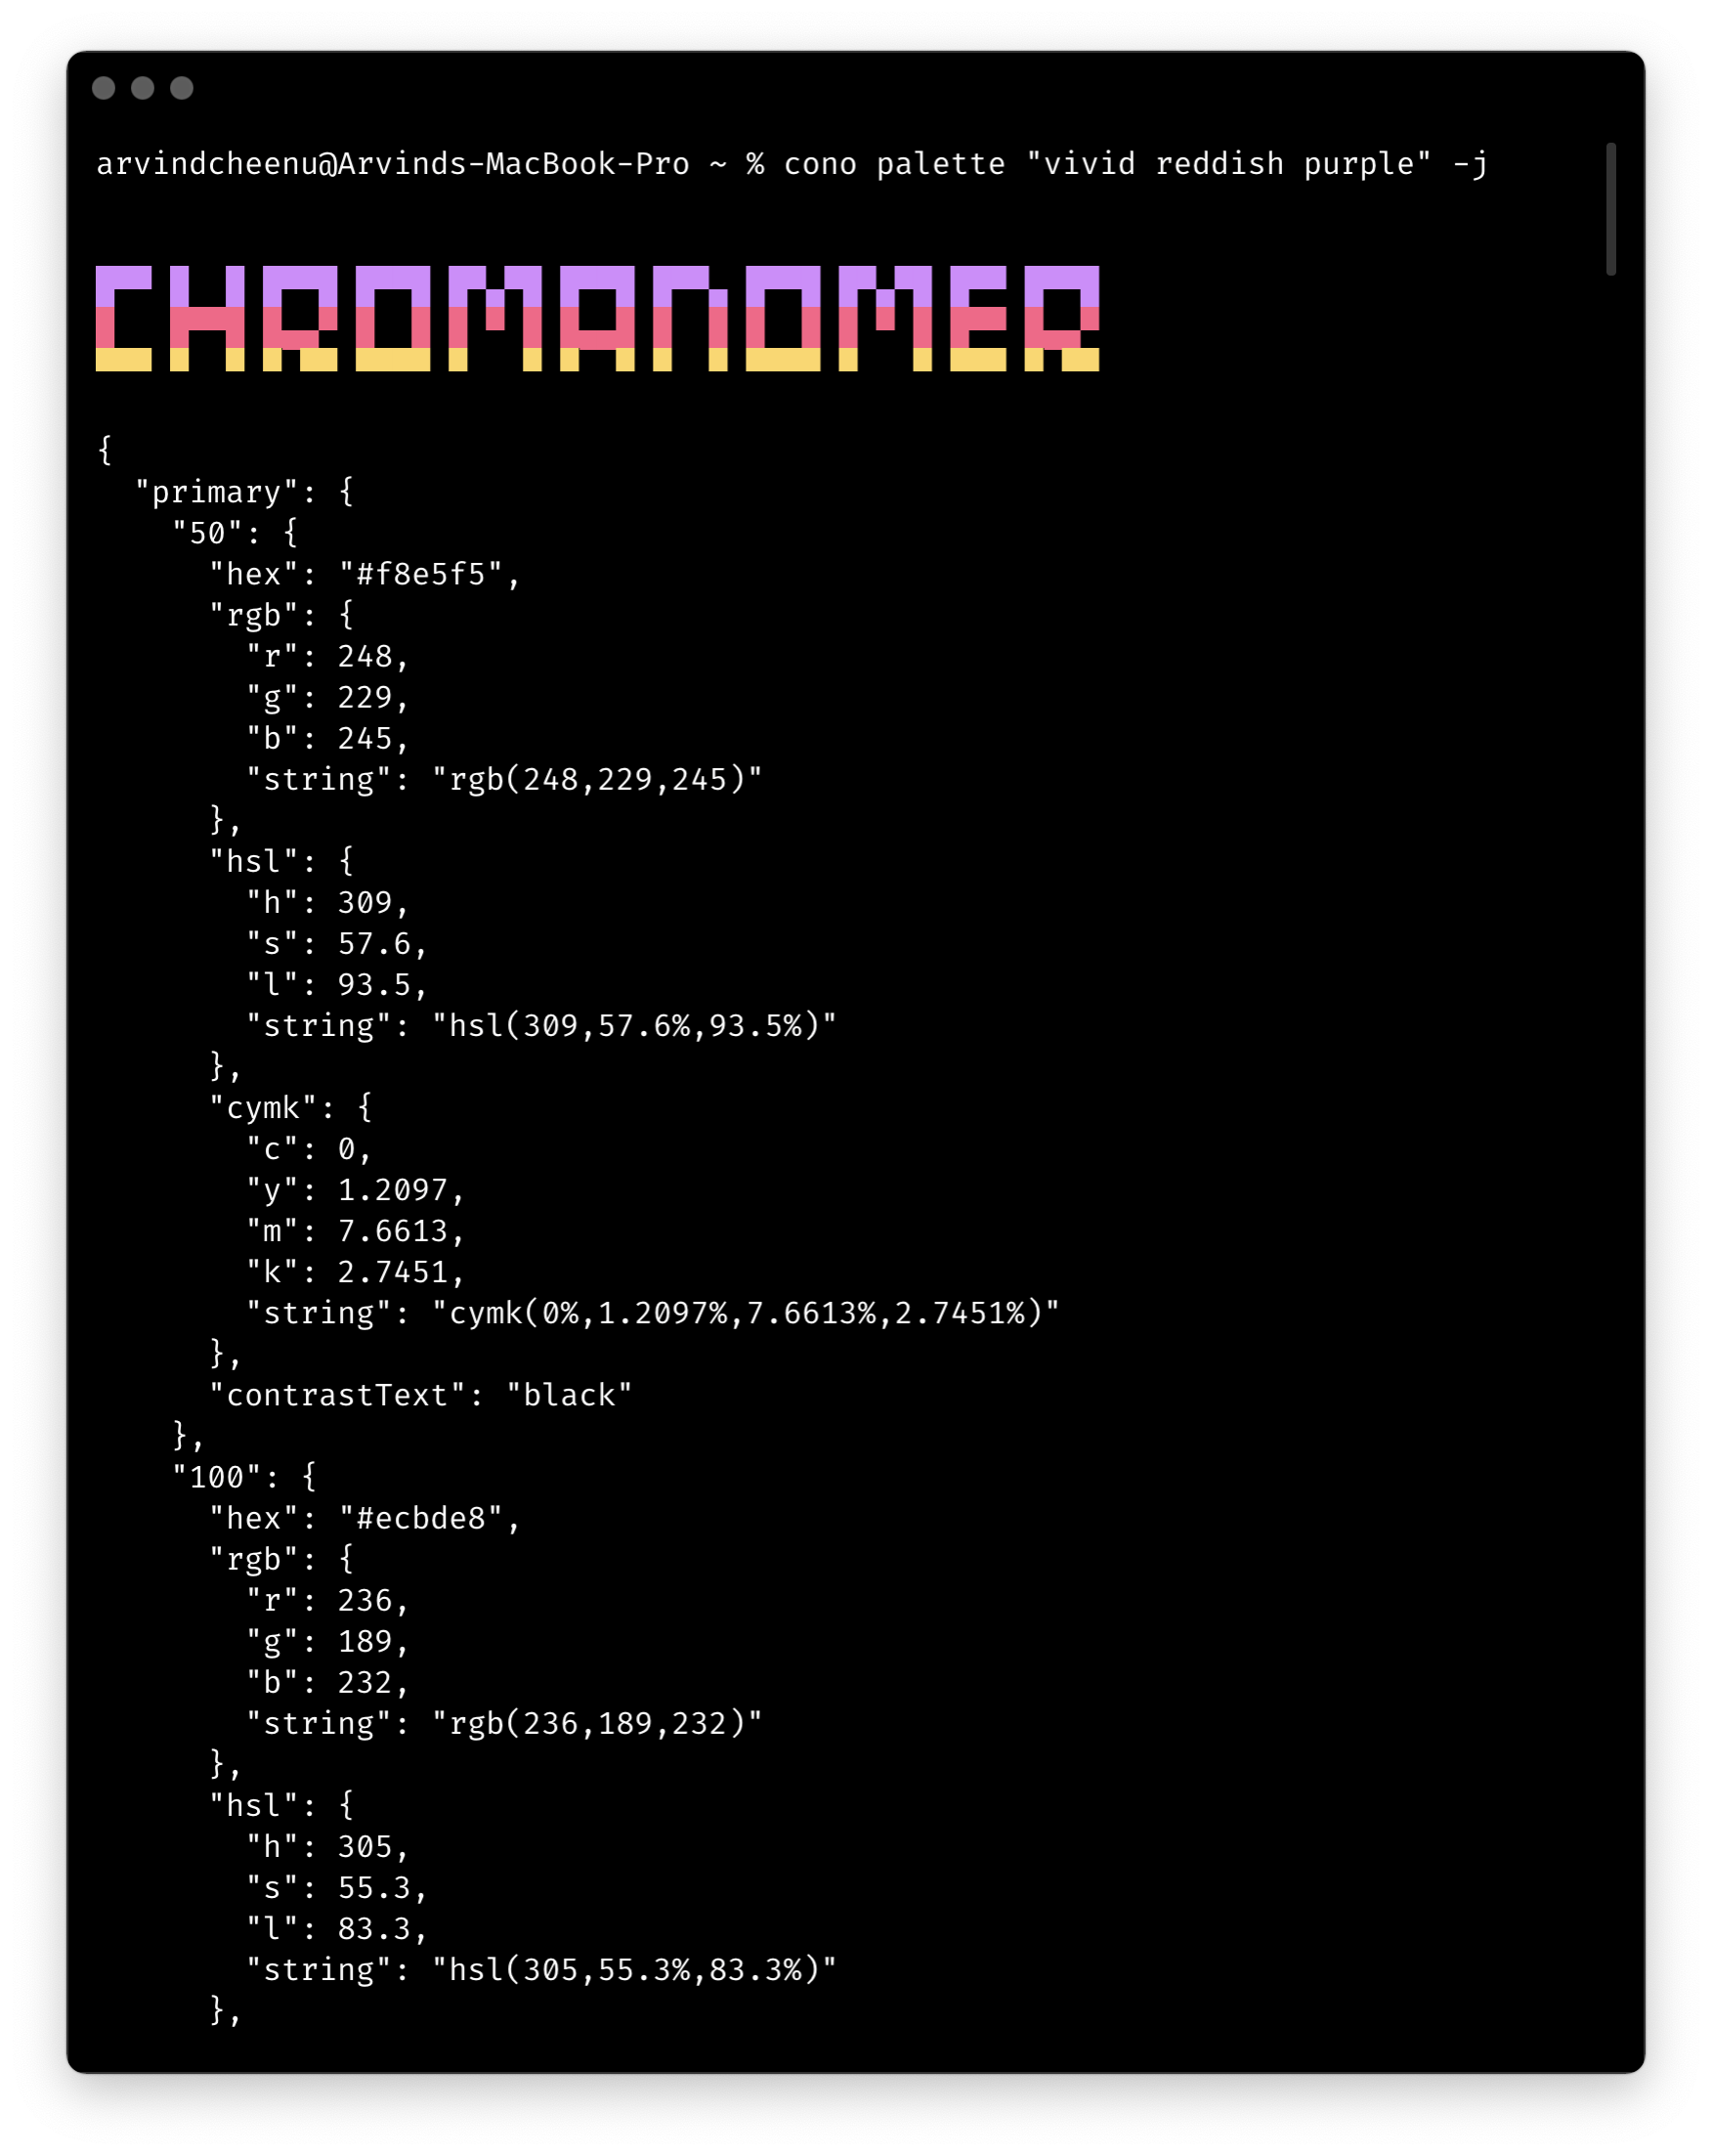 arvindcheenu@Arvinds-MacBook-Pro ~ % cono palette "vivid reddish purple" -j
CHROMANOMER
{
  "primary": {
    "50": {
      "hex": "#f8e5f5",
      "rgb": {
        "r": 248,
        "g": 229,
        "b": 245,
        "string": "rgb(248,229,245)"
      },
      "hsl": {
        "h": 309,
        "s": 57.6,
        "l": 93.5,
        "string": "hsl(309,57.6%,93.5%)"
      },
      "cymk": {
        "c": 0,
        "y": 1.2097,
        "m": 7.6613,
        "k": 2.7451,
        "string": "cymk(0%,1.2097%,7.6613%,2.7451%)"
      },
      "contrastText": "black"
    },
    "100": {
      "hex": "#ecbde8",
      "rgb": {
        "r": 236,
        "g": 189,
        "b": 232,
        "string": "rgb(236,189,232)"
      },
      "hsl": {
        "h": 305,
        "s": 55.3,
        "l": 83.3,
        "string": "hsl(305,55.3%,83.3%)"
      },